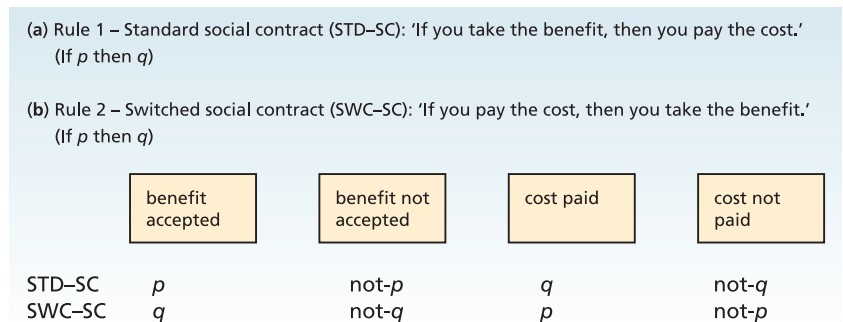 (a) Rule 1 – Standard social contract (STD–SC): ‘If you take the benefit, then you pay the cost.’
(If p then q)
(b) Rule 2 – Switched social contract (SWC–SC): ‘If you pay the cost, then you take the benefit.’
(If p then q)
benefit
accepted
benefit not
accepted
cost paid
cost not
paid
STD–SC p not-p q not-q
SWC–SC q not-q p not-p